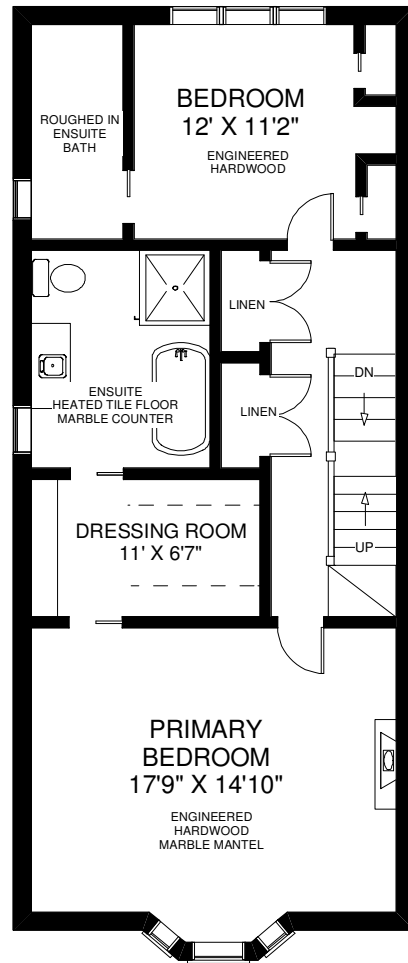 BEDROOM
12' X 11'2"
ENGINEERED
HARDWOOD
ROUGHED IN
ENSUITE
BATH
LINEN
LINEN
DN
UP
ENSUITE
HEATED TILE FLOOR
MARBLE COUNTER
DRESSING ROOM
11' X 6'7"
PRIMARY
BEDROOM
17'9" X 14'10"
ENGINEERED
HARDWOOD
MARBLE MANTEL